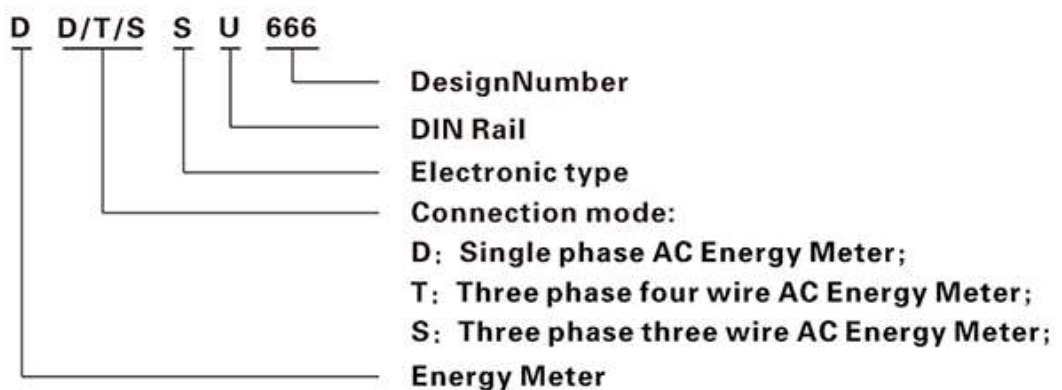 D D/T/S S U 666
DesignNumber
DIN Rail
Electronic type
Connection mode:
D: Single phase AC Energy Meter;
T: Three phase four wire AC Energy Meter;
S: Three phase three wire AC Energy Meter;
Energy Meter